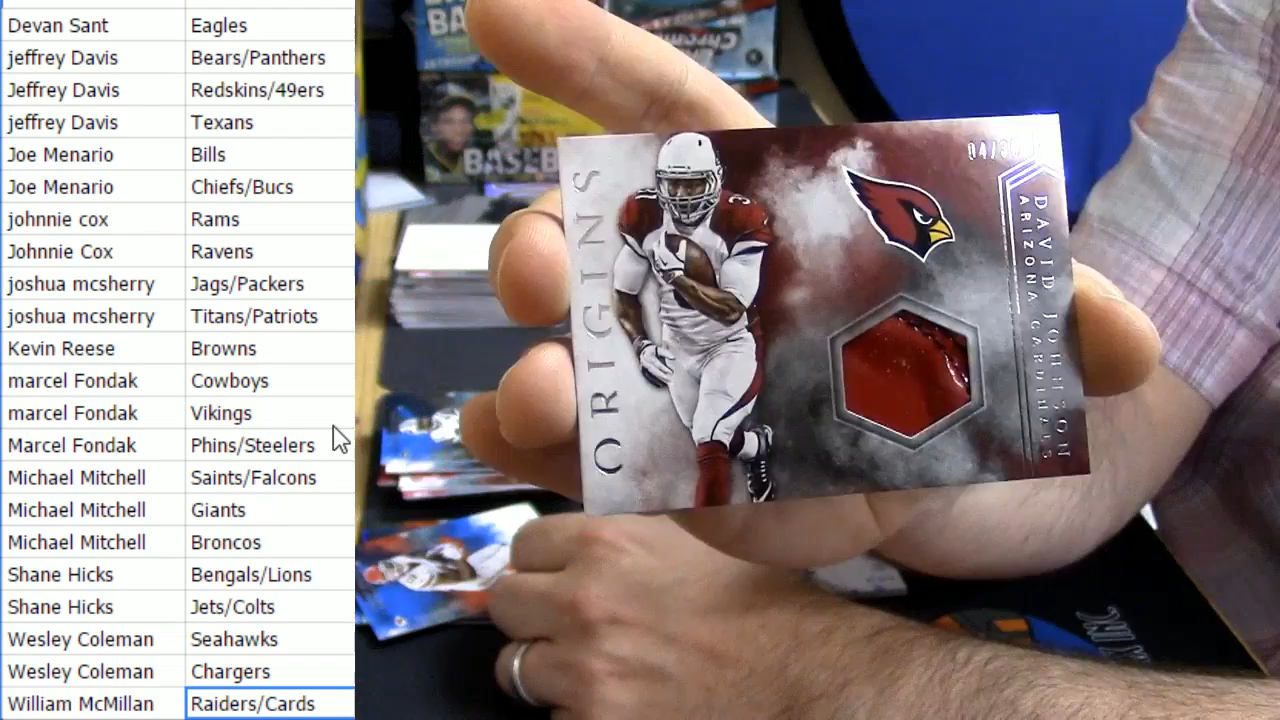 Devan Sant Eagles
jeffrey Davis Bears/Panthers
Jeffrey Davis Redskins/49ers
jeffrey Davis Texans
Joe Menario Bills
Joe Menario Chiefs/Bucs
johnnie cox Rams
Johnnie Cox Ravens
joshua mcsherry Jags/Packers
joshua mcsherry Titans/Patriots
Kevin Reese Browns
marcel Fondak Cowboys
marcel Fondak Vikings
Marcel Fondak Phins/Steelers
Michael Mitchell Saints/Falcons
Michael Mitchell Giants
Michael Mitchell Broncos
Shane Hicks Bengals/Lions
Shane Hicks Jets/Colts
Wesley Coleman Seahawks
Wesley Coleman Chargers
William McMillan Raiders/Cards
ORIGINS
DAVID JOHNSON
ARIZONA CARDINALS
Chrome